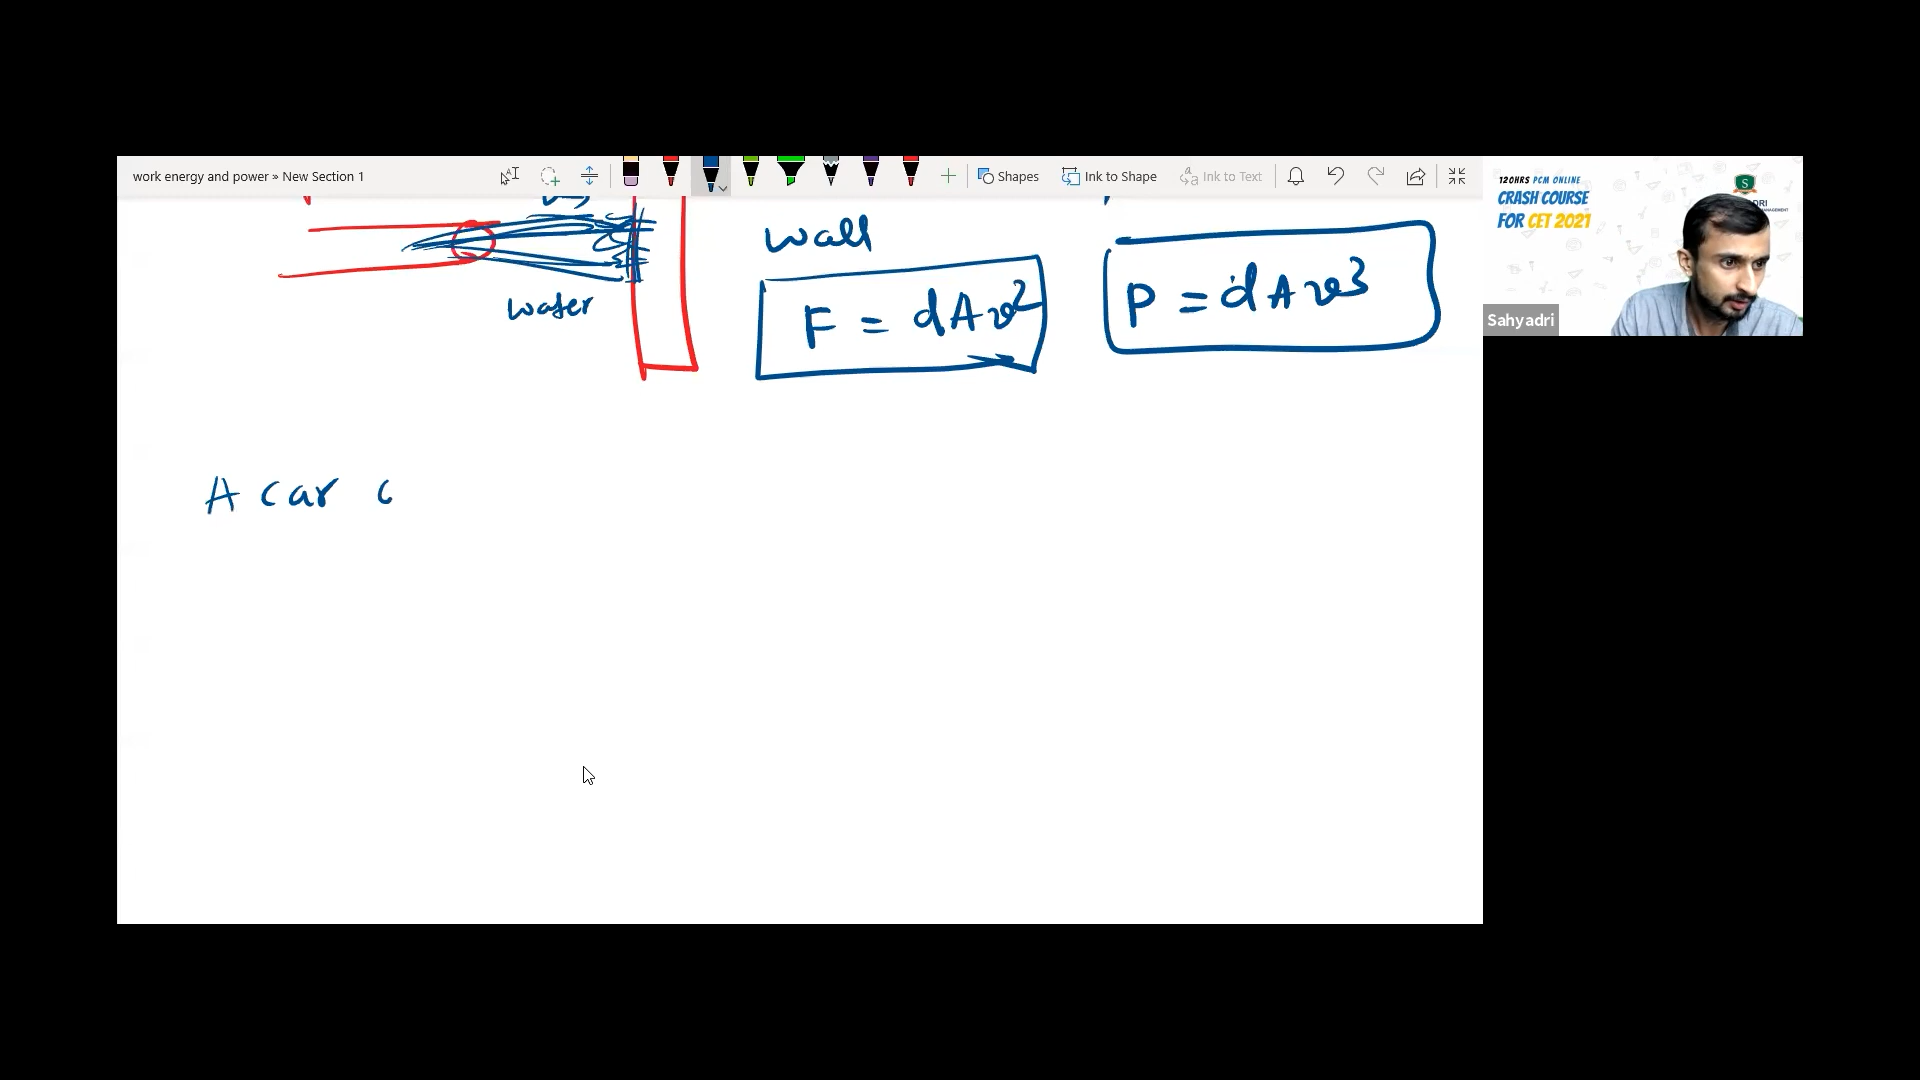 work energy and power » New Section 1
Shapes
Ink to Shape
Ink to Text
120HRS PCM ONLINE
CRASH COURSE
FOR CET 2021
S
Sahyadri
wall
F = dAv²
P = dAv³
water
A car